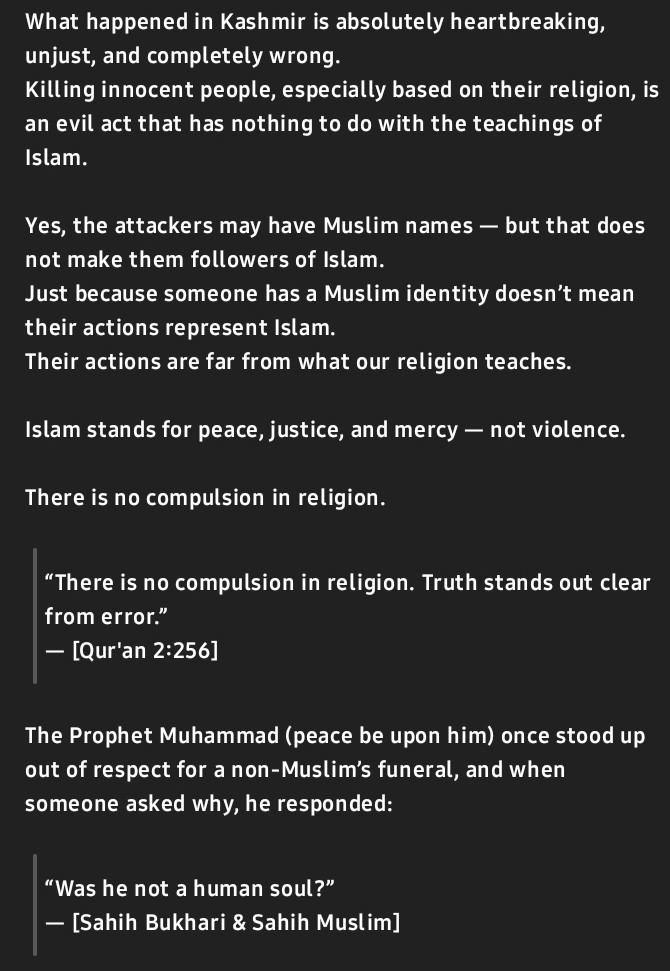 What happened in Kashmir is absolutely heartbreaking,
unjust, and completely wrong.
Killing innocent people, especially based on their religion, is
an evil act that has nothing to do with the teachings of
Islam.
Yes, the attackers may have Muslim names — but that does
not make them followers of Islam.
Just because someone has a Muslim identity doesn’t mean
their actions represent Islam.
Their actions are far from what our religion teaches.
Islam stands for peace, justice, and mercy — not violence.
There is no compulsion in religion.
“There is no compulsion in religion. Truth stands out clear
from error.”
— [Qur'an 2:256]
The Prophet Muhammad (peace be upon him) once stood up
out of respect for a non-Muslim’s funeral, and when
someone asked why, he responded:
“Was he not a human soul?”
— [Sahih Bukhari & Sahih Muslim]